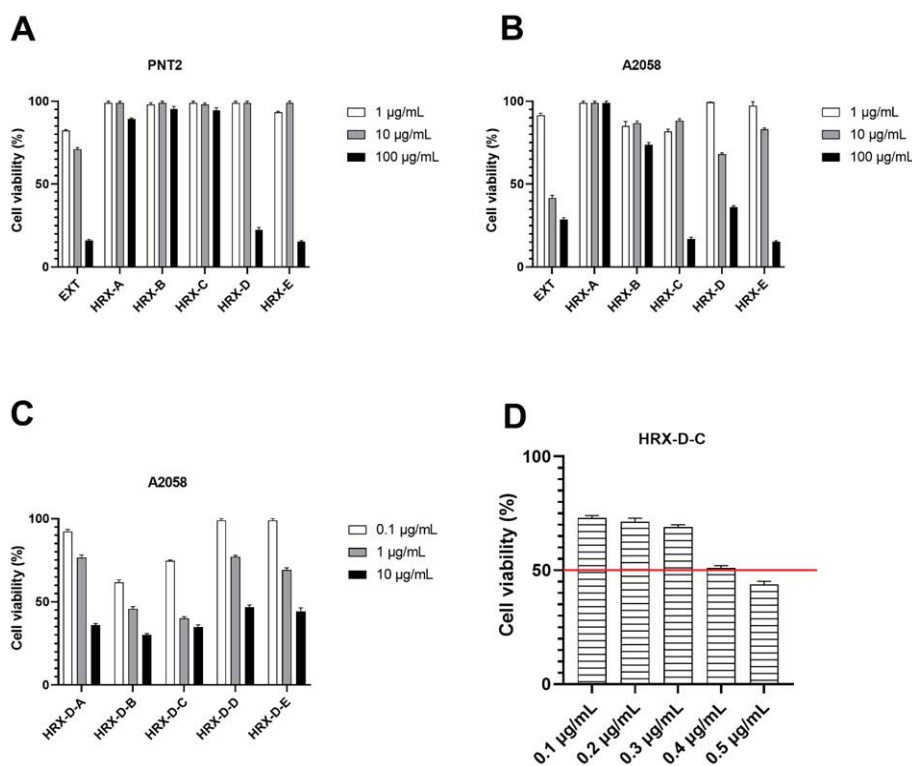 A
PNT2
Cell viability (%)
100
50
0
EXT
HRX-A
HRX-B
HRX-C
HRX-D
HRX-E
1 µg/mL
10 µg/mL
100 µg/mL
B
A2058
Cell viability (%)
100
50
0
EXT
HRX-A
HRX-B
HRX-C
HRX-D
HRX-E
1 µg/mL
10 µg/mL
100 µg/mL
C
A2058
Cell viability (%)
100
50
0
HRX-D-A
HRX-D-B
HRX-D-C
HRX-D-D
HRX-D-E
0.1 µg/mL
1 µg/mL
10 µg/mL
D
HRX-D-C
Cell viability (%)
100
50
0
0.1 µg/mL
0.2 µg/mL
0.3 µg/mL
0.4 µg/mL
0.5 µg/mL